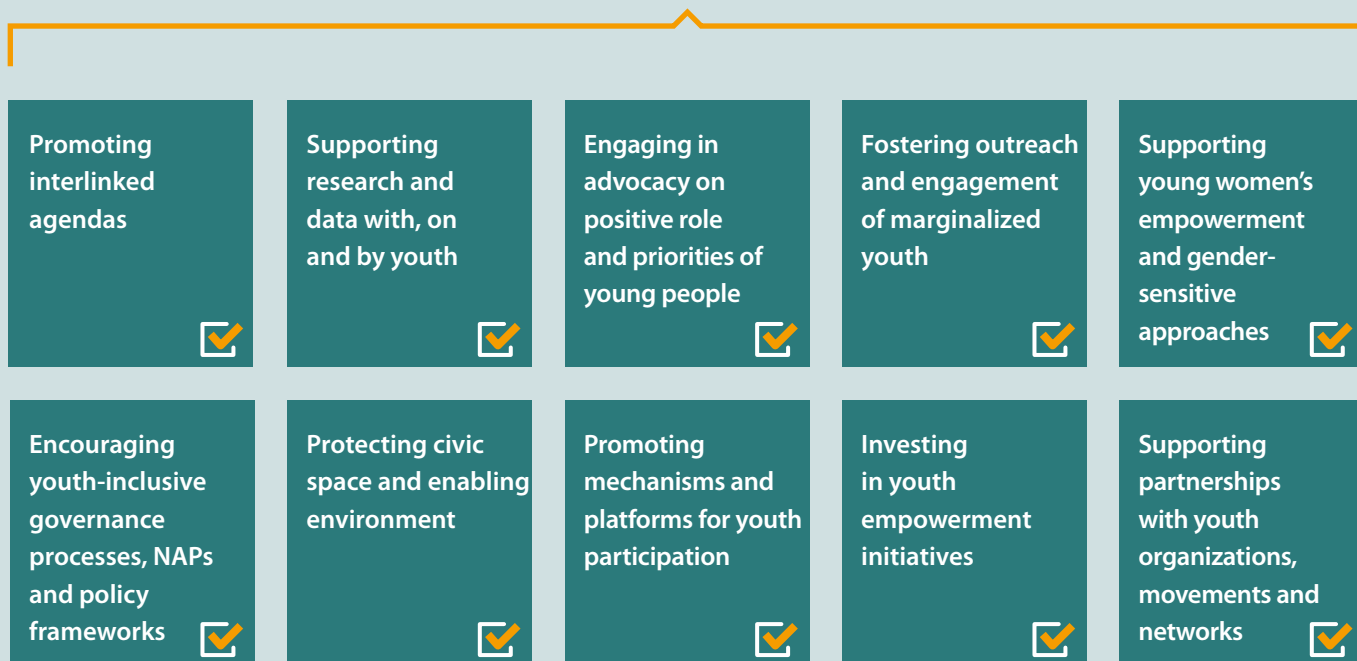 Promoting
interlinked
agendas
Supporting
research and
data with, on
and by youth
Engaging in
advocacy on
positive role
and priorities of
young people
Fostering outreach
and engagement
of marginalized
youth
Supporting
young women’s
empowerment
and gender-
sensitive
approaches
Encouraging
youth-inclusive
governance
processes, NAPs
and policy
frameworks
Protecting civic
space and enabling
environment
Promoting
mechanisms and
platforms for youth
participation
Investing
in youth
empowerment
initiatives
Supporting
partnerships
with youth
organizations,
movements and
networks